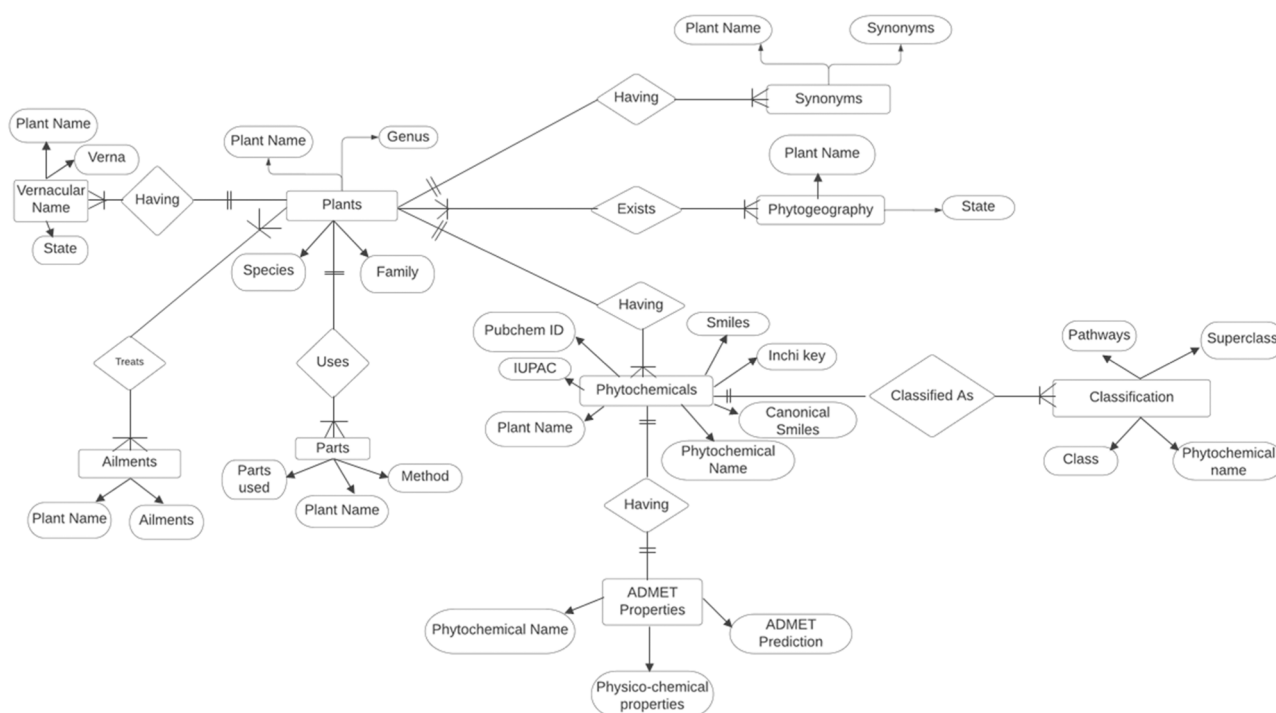 Plant Name
Synonyms
Having
Synonyms
Plant Name
Verna
Vernacular
Name
State
Having
Plant Name
Genus
Plants
Species
Family
Plant Name
Exists
Phytogeography
State
Treats
Ailments
Plant Name
Ailments
Uses
Parts
Parts
used
Plant Name
Method
Having
Pubchem ID
Smiles
IUPAC
Inchi key
Phytochemicals
Plant Name
Canonical
Smiles
Phytochemical
Name
Classified As
Pathways
Superclass
Classification
Class
Phytochemical
name
Having
ADMET
Properties
Phytochemical Name
ADMET
Prediction
Physico-chemical
properties